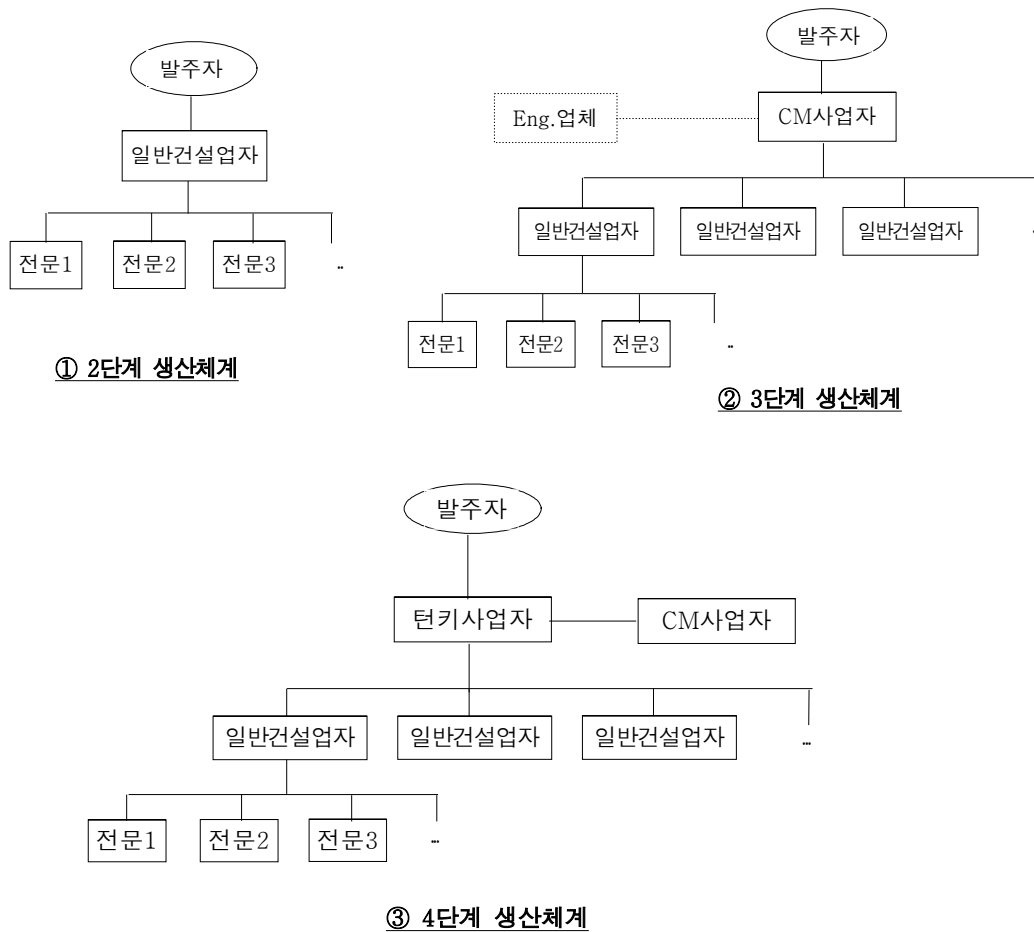 발주자
일반건설업자
전문1 전문2 전문3 ..
① 2단계 생산체계
발주자
Eng.업체 CM사업자
일반건설업자 일반건설업자 일반건설업자
전문1 전문2 전문3 ..
② 3단계 생산체계
발주자
턴키사업자 CM사업자
일반건설업자 일반건설업자 일반건설업자 ...
전문1 전문2 전문3 ...
③ 4단계 생산체계